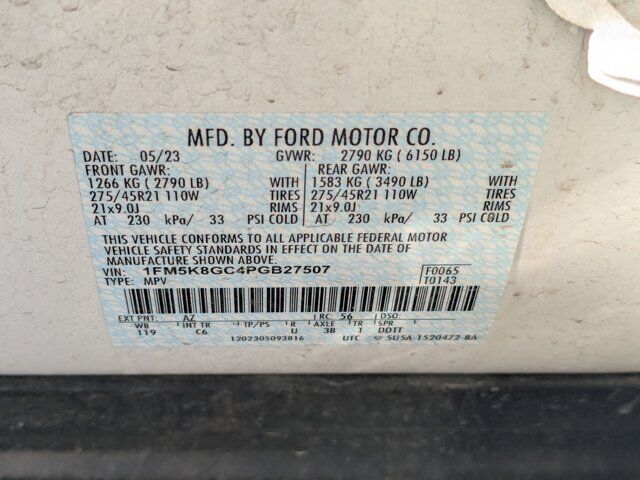 MFD. BY FORD MOTOR CO.
DATE: 05/23 GVWR: 2790 KG ( 6150 LB)
FRONT GAWR: REAR GAWR:
1266 KG ( 2790 LB) WITH 1583 KG ( 3490 LB) WITH
275/45R21 110W TIRES 275/45R21 110W TIRES
21x9.0J RIMS 21x9.0J RIMS
AT 230 kPa/ 33 PSI COLD AT 230 kPa/ 33 PSI COLD
THIS VEHICLE CONFORMS TO ALL APPLICABLE FEDERAL MOTOR
VEHICLE SAFETY STANDARDS IN EFFECT ON THE DATE OF
MANUFACTURE SHOWN ABOVE.
VIN: 1FM5K8GC4PGB27507 F0065
TYPE: MPV T0143
EXT PNT: AZ RC: 56 DSO:
WB INT TR TP/PS R AXLE TR SPR
119 C6 U 3B T DDTT
1202305093816 UTC 5U5A-1520472-BA